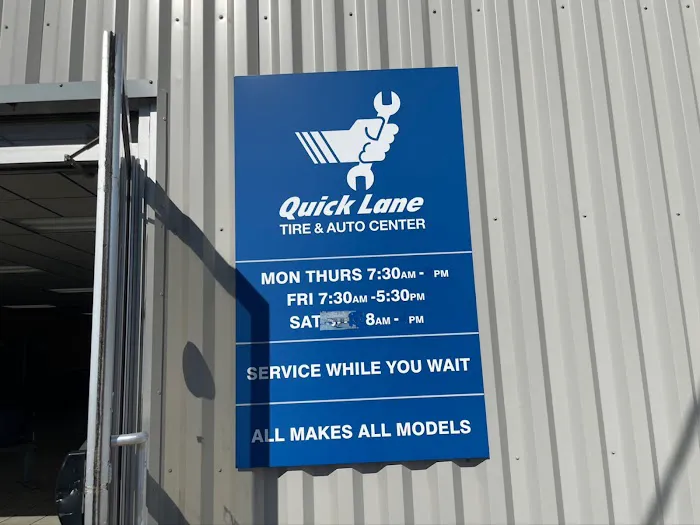 Quick Lane
TIRE & AUTO CENTER
MON THURS 7:30AM - PM
FRI 7:30AM -5:30PM
SAT 8AM - PM
SERVICE WHILE YOU WAIT
ALL MAKES ALL MODELS